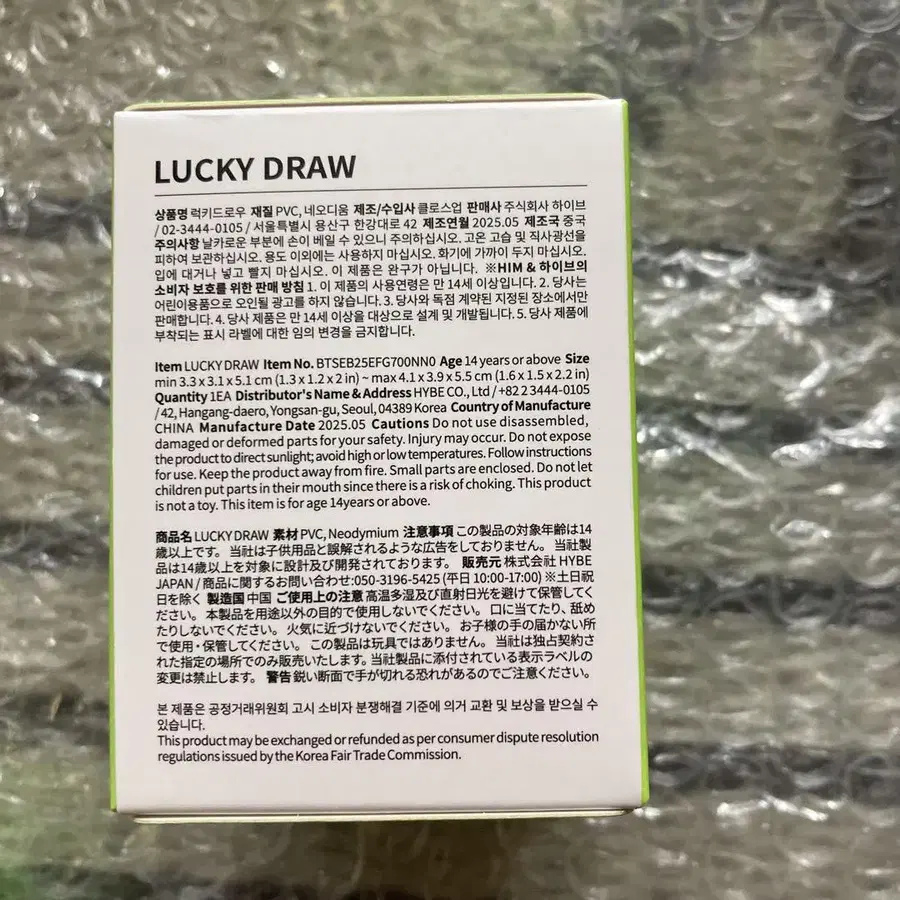 LUCKY DRAW
상품명 럭키드로우 재질 PVC, 네오디움 제조/수입사 클로스업 판매사 주식회사 하이브
/ 02-3444-0105 / 서울특별시 용산구 한강대로 42 제조연월 2025.05 제조국 중국
주의사항 날카로운 부분에 손이 베일 수 있으니 주의하십시오. 고온 고습 및 직사광선을
피하여 보관하십시오. 용도 이외에는 사용하지 마십시오. 화기에 가까이 두지 마십시오.
입에 대거나 넣고 빨지 마십시오. 이 제품은 완구가 아닙니다. ※HIM & 하이브의
소비자 보호를 위한 판매 방침 1. 이 제품의 사용연령은 만 14세 이상입니다. 2. 당사는
어린이용품으로 오인될 광고를 하지 않습니다. 3. 당사와 독점 계약된 지정된 장소에서만
판매합니다. 4. 당사 제품은 만 14세 이상을 대상으로 설계 및 개발됩니다. 5. 당사 제품에
부착되는 표시 라벨에 대한 임의 변경을 금지합니다.
Item LUCKY DRAW Item No. BTSEB25EFG700NN0 Age 14 years or above Size
min 3.3 x 3.1 x 5.1 cm (1.3 x 1.2 x 2 in) ~ max 4.1 x 3.9 x 5.5 cm (1.6 x 1.5 x 2.2 in)
Quantity 1EA Distributor's Name & Address HYBE CO., Ltd / +82 2 3444-0105
/ 42, Hangang-daero, Yongsan-gu, Seoul, 04389 Korea Country of Manufacture
CHINA Manufacture Date 2025.05 Cautions Do not use disassembled,
damaged or deformed parts for your safety. Injury may occur. Do not expose
the product to direct sunlight; avoid high or low temperatures. Follow instructions
for use. Keep the product away from fire. Small parts are enclosed. Do not let
children put parts in their mouth since there is a risk of choking. This product
is not a toy. This item is for age 14years or above.
商品名 LUCKY DRAW 素材 PVC, Neodymium 注意事項 この製品の対象年齢は14
歳以上です。 当社は子供用品と誤解されるような広告をしておりません。 当社製
品は14歳以上を対象に設計及び開発されております。 販売元 株式会社 HYBE
JAPAN / 商品に関するお問い合わせ:050-3196-5425 (平日 10:00-17:00) ※土日祝
日を除く 製造国 中国 ご使用上の注意 高温多湿及び直射日光を避けて保管してく
ださい。 本製品を用途以外の目的で使用しないでください。 口に当てたり、舐め
たりしないでください。 火気に近づけないでください。 お子様の手の届かない所
で使用・保管してください。 この製品は玩具ではありません。 当社は独占契約さ
れた指定の場所でのみ販売いたします。当社製品に添付されている表示ラベルの
変更は禁止します。 警告 鋭い断面で手が切れる恐れがあるのでご注意ください。
본 제품은 공정거래위원회 고시 소비자 분쟁해결 기준에 의거 교환 및 보상을 받으실 수
있습니다.
This product may be exchanged or refunded as per consumer dispute resolution
regulations issued by the Korea Fair Trade Commission.